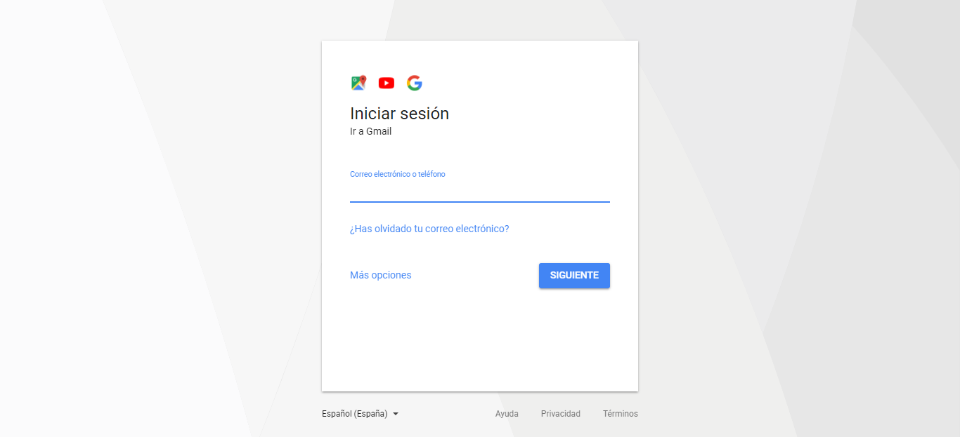 Iniciar sesión
Ir a Gmail
Correo electrónico o teléfono
¿Has olvidado tu correo electrónico?
Más opciones
SIGUIENTE
Español (España)
Ayuda
Privacidad
Términos